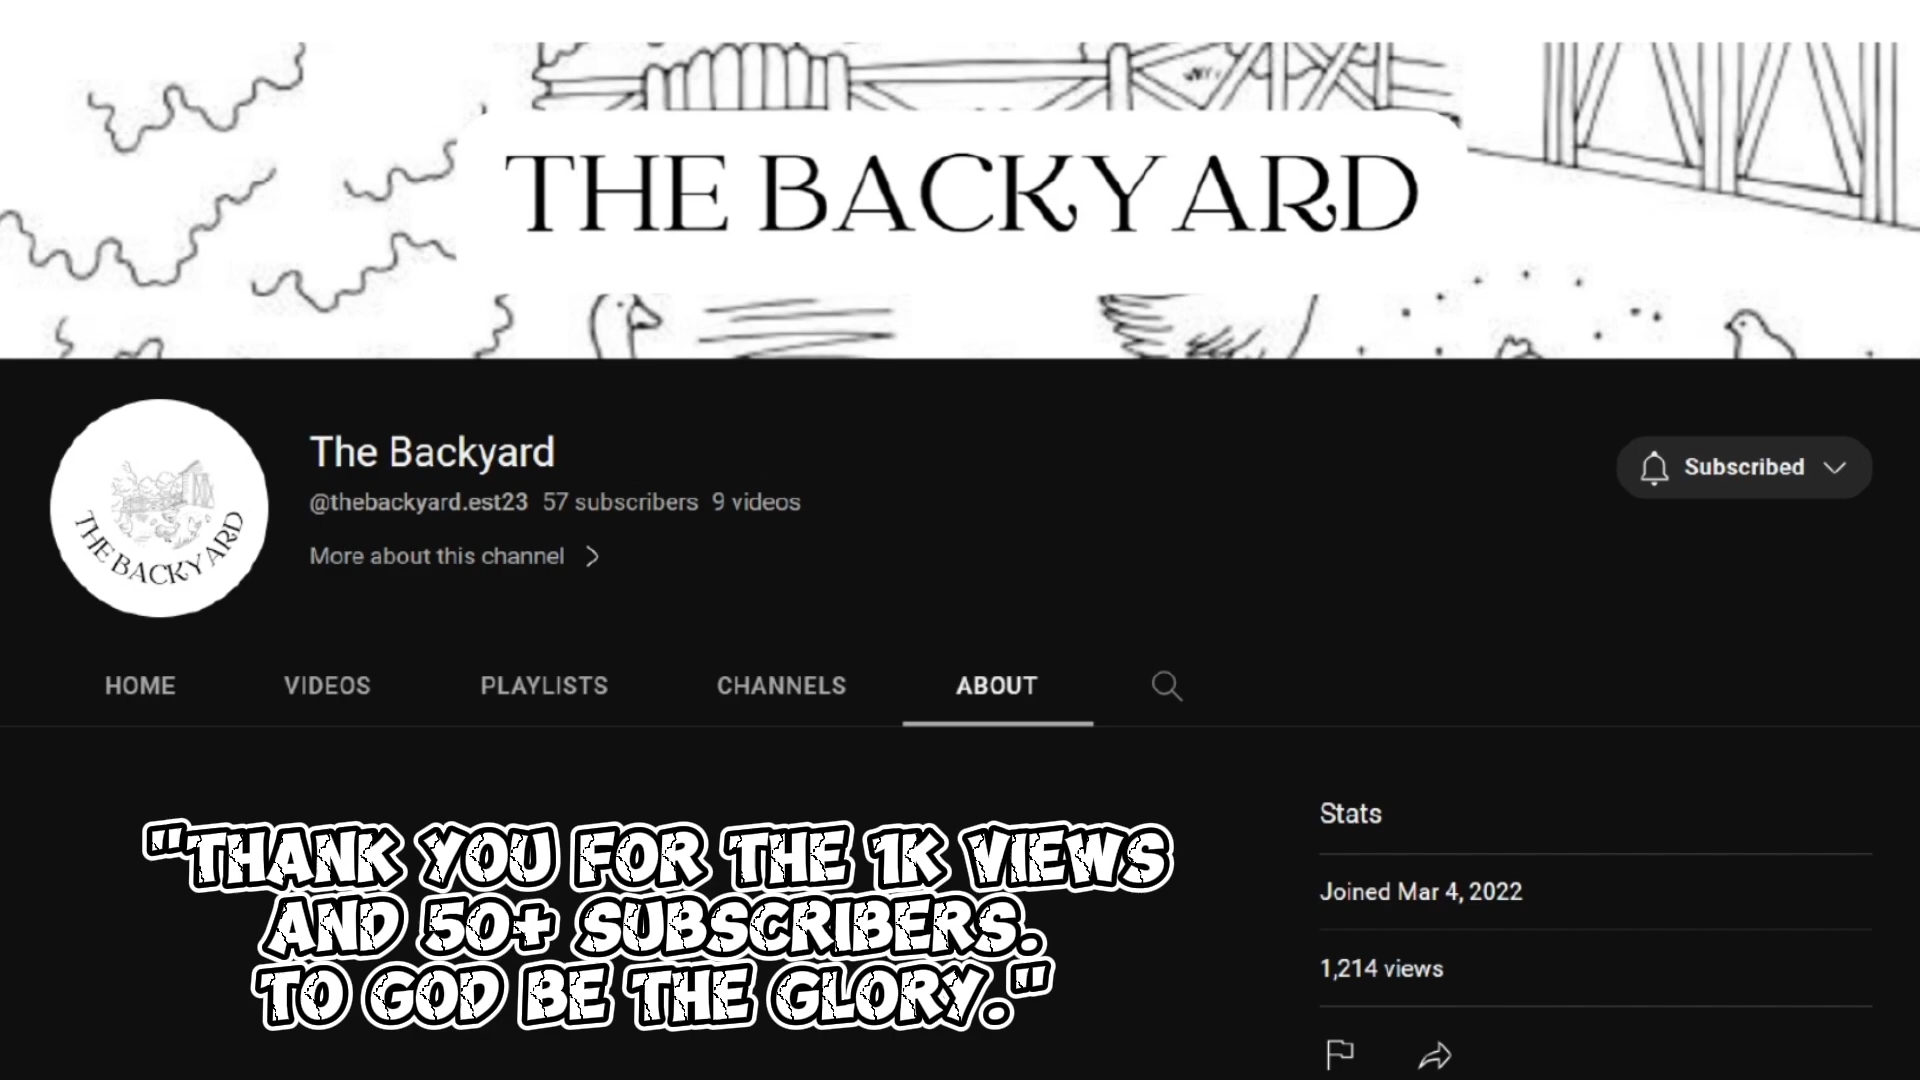 THE BACKYARD
THE BACKYARD
The Backyard
@thebackyard.est23 57 subscribers 9 videos
More about this channel
Subscribed
HOME VIDEOS PLAYLISTS CHANNELS ABOUT
"THANK YOU FOR THE 1K VIEWS
AND 50+ SUBSCRIBERS.
TO GOD BE THE GLORY."
Stats
Joined Mar 4, 2022
1,214 views